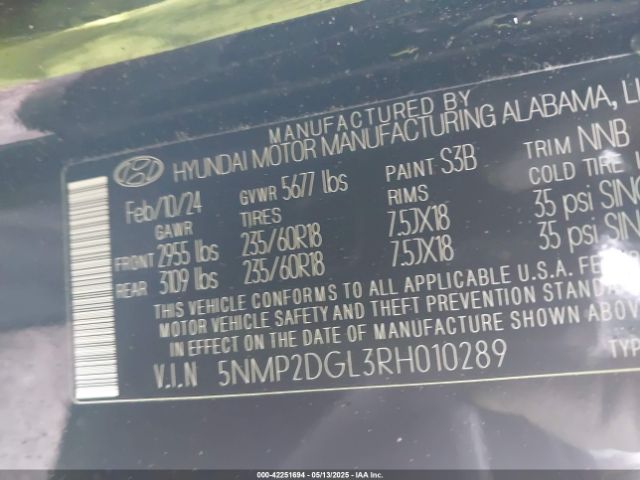 MANUFACTURED BY
HYUNDAI MOTOR MANUFACTURING ALABAMA,
Feb/10/24 GVWR 5677 lbs PAINT S3B TRIM NNB
GAWR TIRES RIMS COLD TIRE
FRONT 2955 lbs 235/60R18 7.5JX18 35 psi
REAR 3109 lbs 235/60R18 7.5JX18 35 psi
THIS VEHICLE CONFORMS TO ALL APPLICABLE U.S.A.
MOTOR VEHICLE SAFETY AND THEFT PREVENTION
IN EFFECT ON THE DATE OF MANUFACTURE SHOWN ABOVE
V.I.N 5NMP2DGL3RH010289
000-42251694 - 05/13/2025 - IAAI.COM